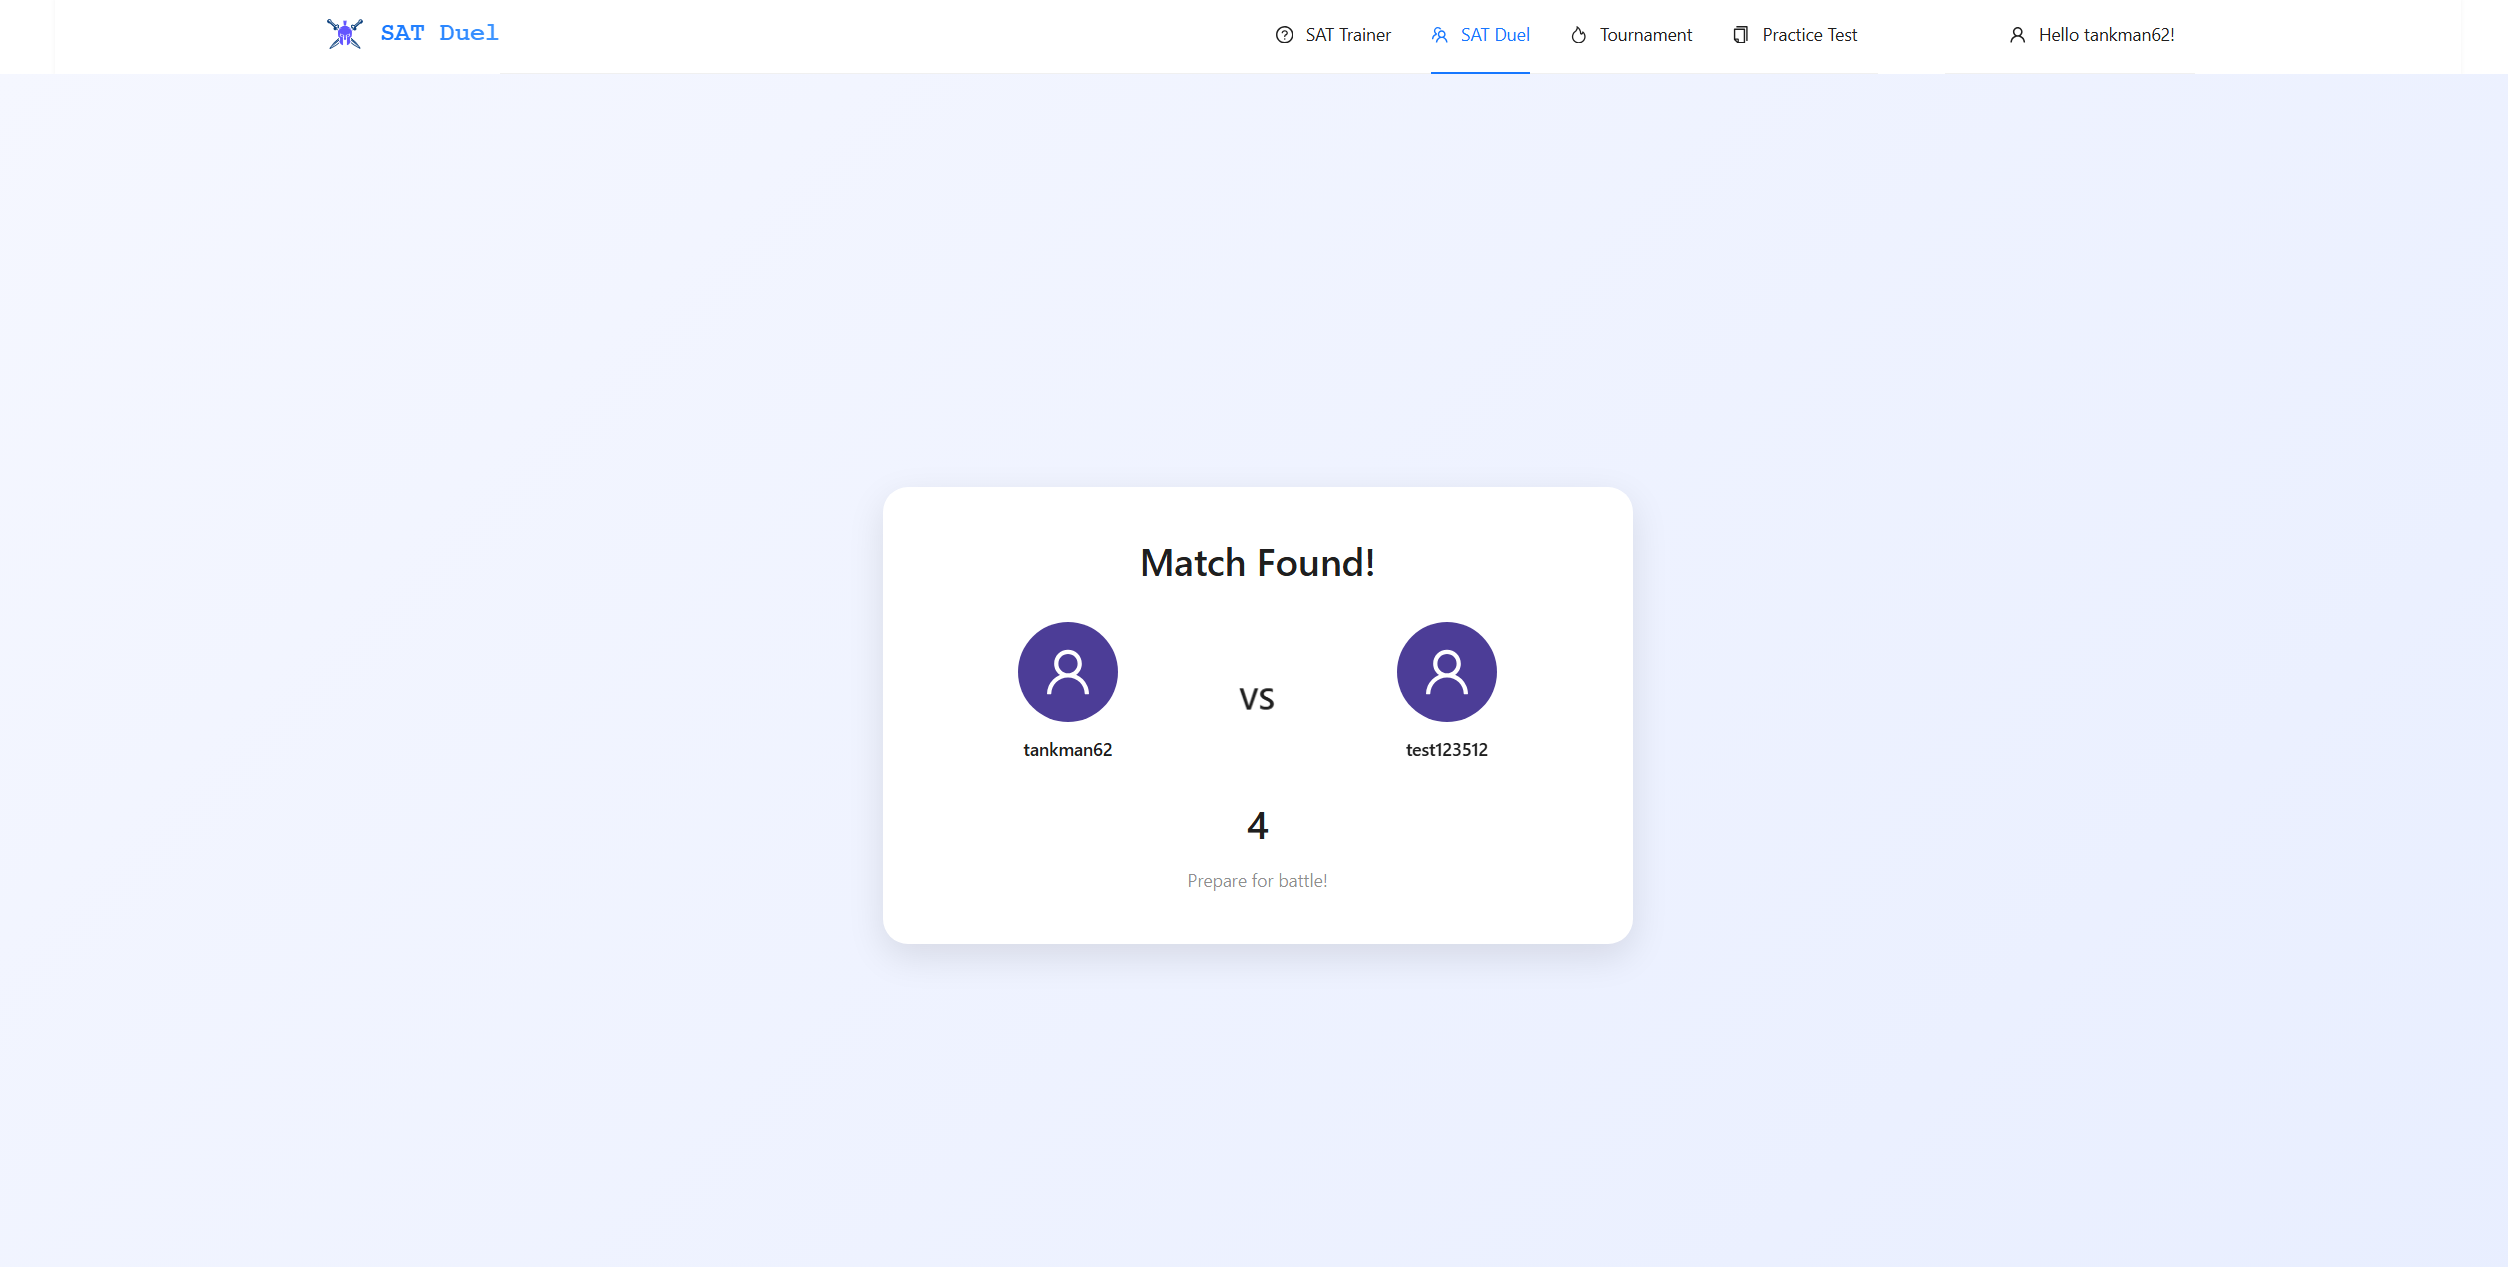 SAT Duel
SAT Trainer
SAT Duel
Tournament
Practice Test
Hello tankman62!
Match Found!
VS
tankman62
test123512
4
Prepare for battle!